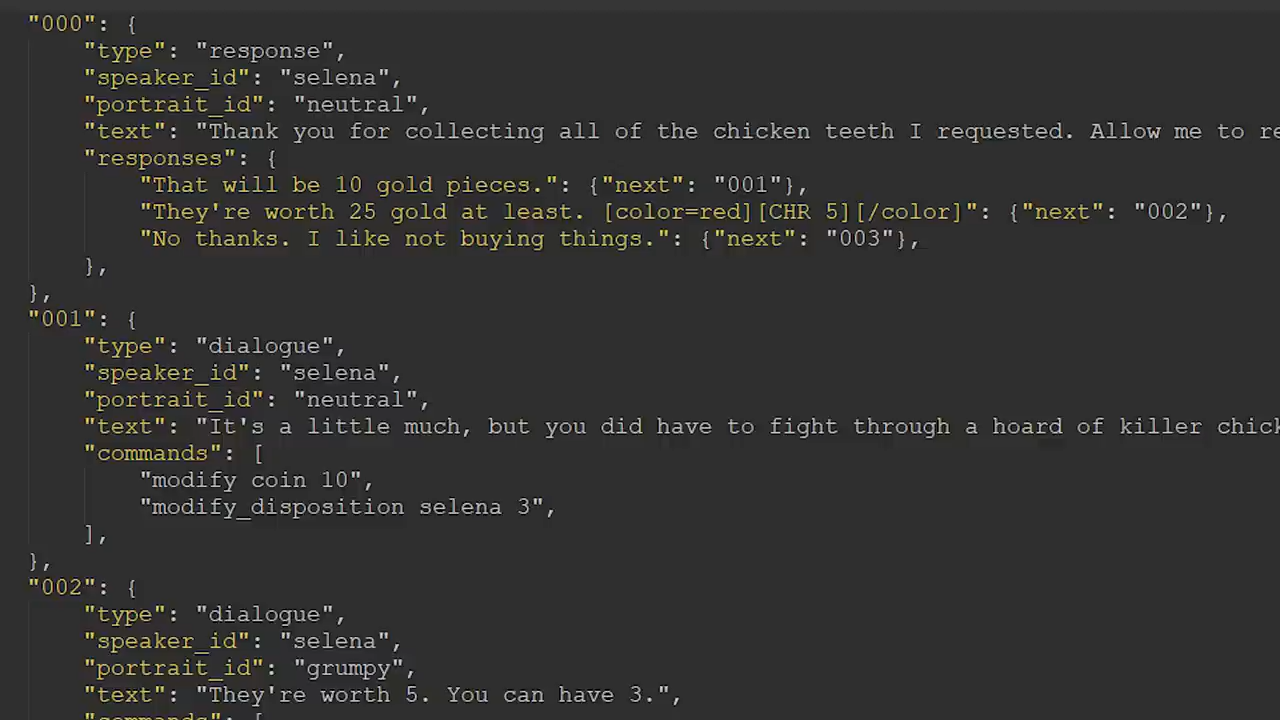 "000": {
"type": "response",
"speaker_id": "selena",
"portrait_id": "neutral",
"text": "Thank you for collecting all of the chicken teeth I requested. Allow me to
"responses": {
"That will be 10 gold pieces.": {"next": "001"},
"They're worth 25 gold at least. [color=red][CHR 5][/color]": {"next": "002"},
"No thanks. I like not buying things.": {"next": "003"},
},
},
"001": {
"type": "dialogue",
"speaker_id": "selena",
"portrait_id": "neutral",
"text": "It's a little much, but you did have to fight through a hoard of killer
"commands": [
"modify coin 10",
"modify_disposition selena 3",
],
},
"002": {
"type": "dialogue",
"speaker_id": "selena",
"portrait_id": "grumpy",
"text": "They're worth 5. You can have 3.",
"commands": [